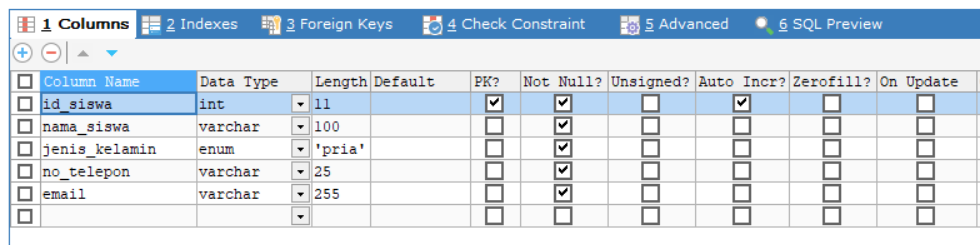 1 Columns 2 Indexes 3 Foreign Keys 4 Check Constraint 5 Advanced 6 SQL Preview
Column Name Data Type Length Default PK? Not Null? Unsigned? Auto Incr? Zerofill? On Update
id_siswa int 11
nama_siswa varchar 100
jenis_kelamin enum 'pria'
no_telepon varchar 25
email varchar 255